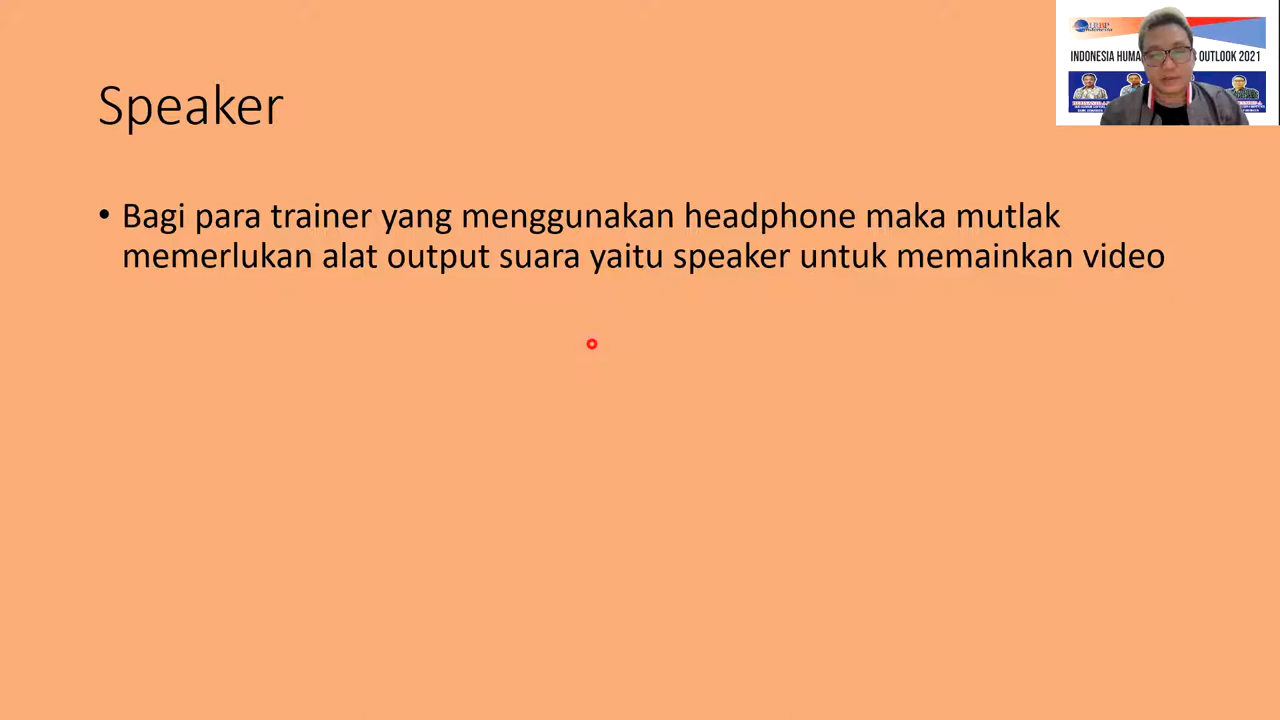 Speaker
• Bagi para trainer yang menggunakan headphone maka mutlak
memerlukan alat output suara yaitu speaker untuk memainkan video
Indonesia
INDONESIA HUMA OUTLOOK 2021